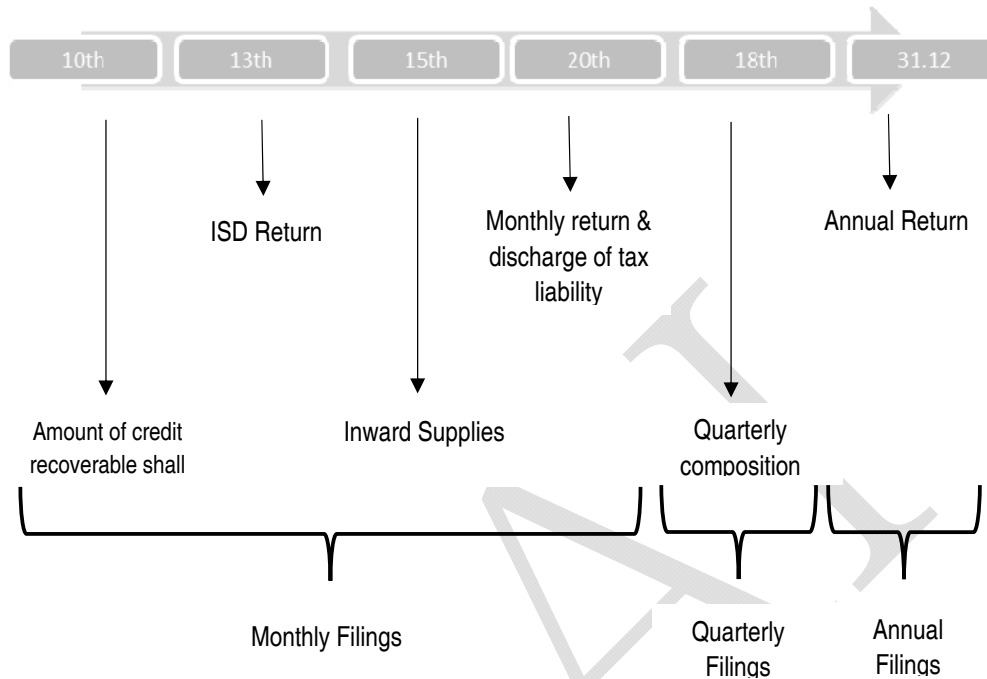 10th
13th
15th
20th
18th
31.12
ISD Return
Monthly return &
discharge of tax
liability
Annual Return
Amount of credit
recoverable shall
Inward Supplies
Quarterly
composition
Monthly Filings
Quarterly
Filings
Annual
Filings